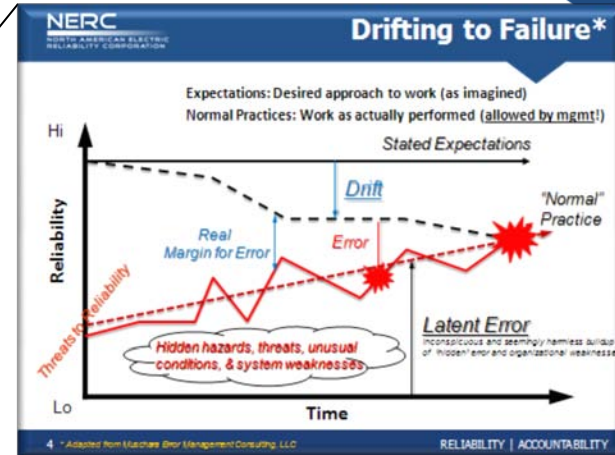 NERC
NORTH AMERICAN ELECTRIC
RELIABILITY CORPORATION
Drifting to Failure*
Expectations: Desired approach to work (as imagined)
Normal Practices: Work as actually performed (allowed by mgmt!)
Hi
Stated Expectations
Drift
"Normal"
Practice
Real
Margin for Error
Error
Reliability
Threats to Reliability
Latent Error
Inconspicuous and seemingly harmless buildup
of "hidden" error and organizational weaknesses
Hidden hazards, threats, unusual
conditions, & system weaknesses
Lo
Time
4
* Adapted from Muschara Error Management Consulting, LLC
RELIABILITY | ACCOUNTABILITY